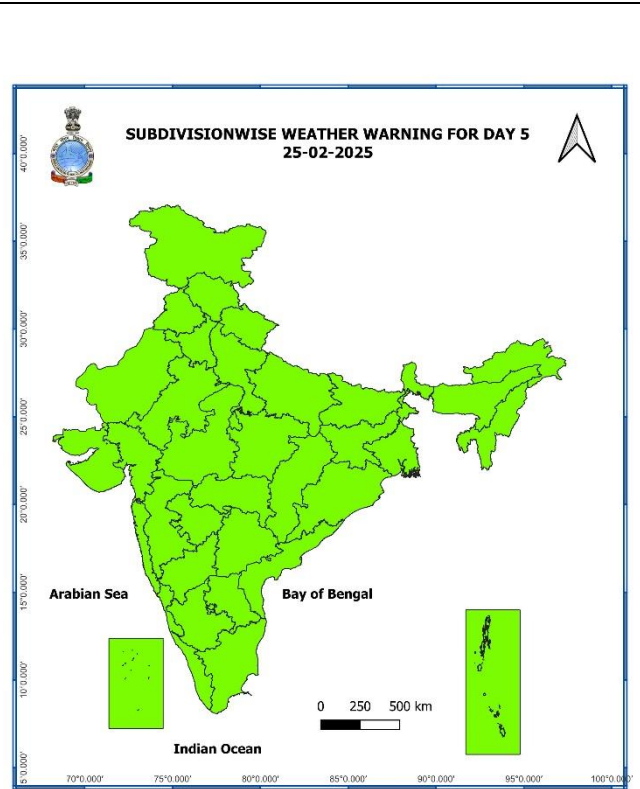 SUBDIVISIONWISE WEATHER WARNING FOR DAY 5
25-02-2025
40°0.000'
35°0.000'
30°0.000'
25°0.000'
20°0.000'
15°0.000'
10°0.000'
5°0.000'
Arabian Sea
Bay of Bengal
0 250 500 km
Indian Ocean
70°0.000' 75°0.000' 80°0.000' 85°0.000' 90°0.000' 95°0.000' 100°0.000'